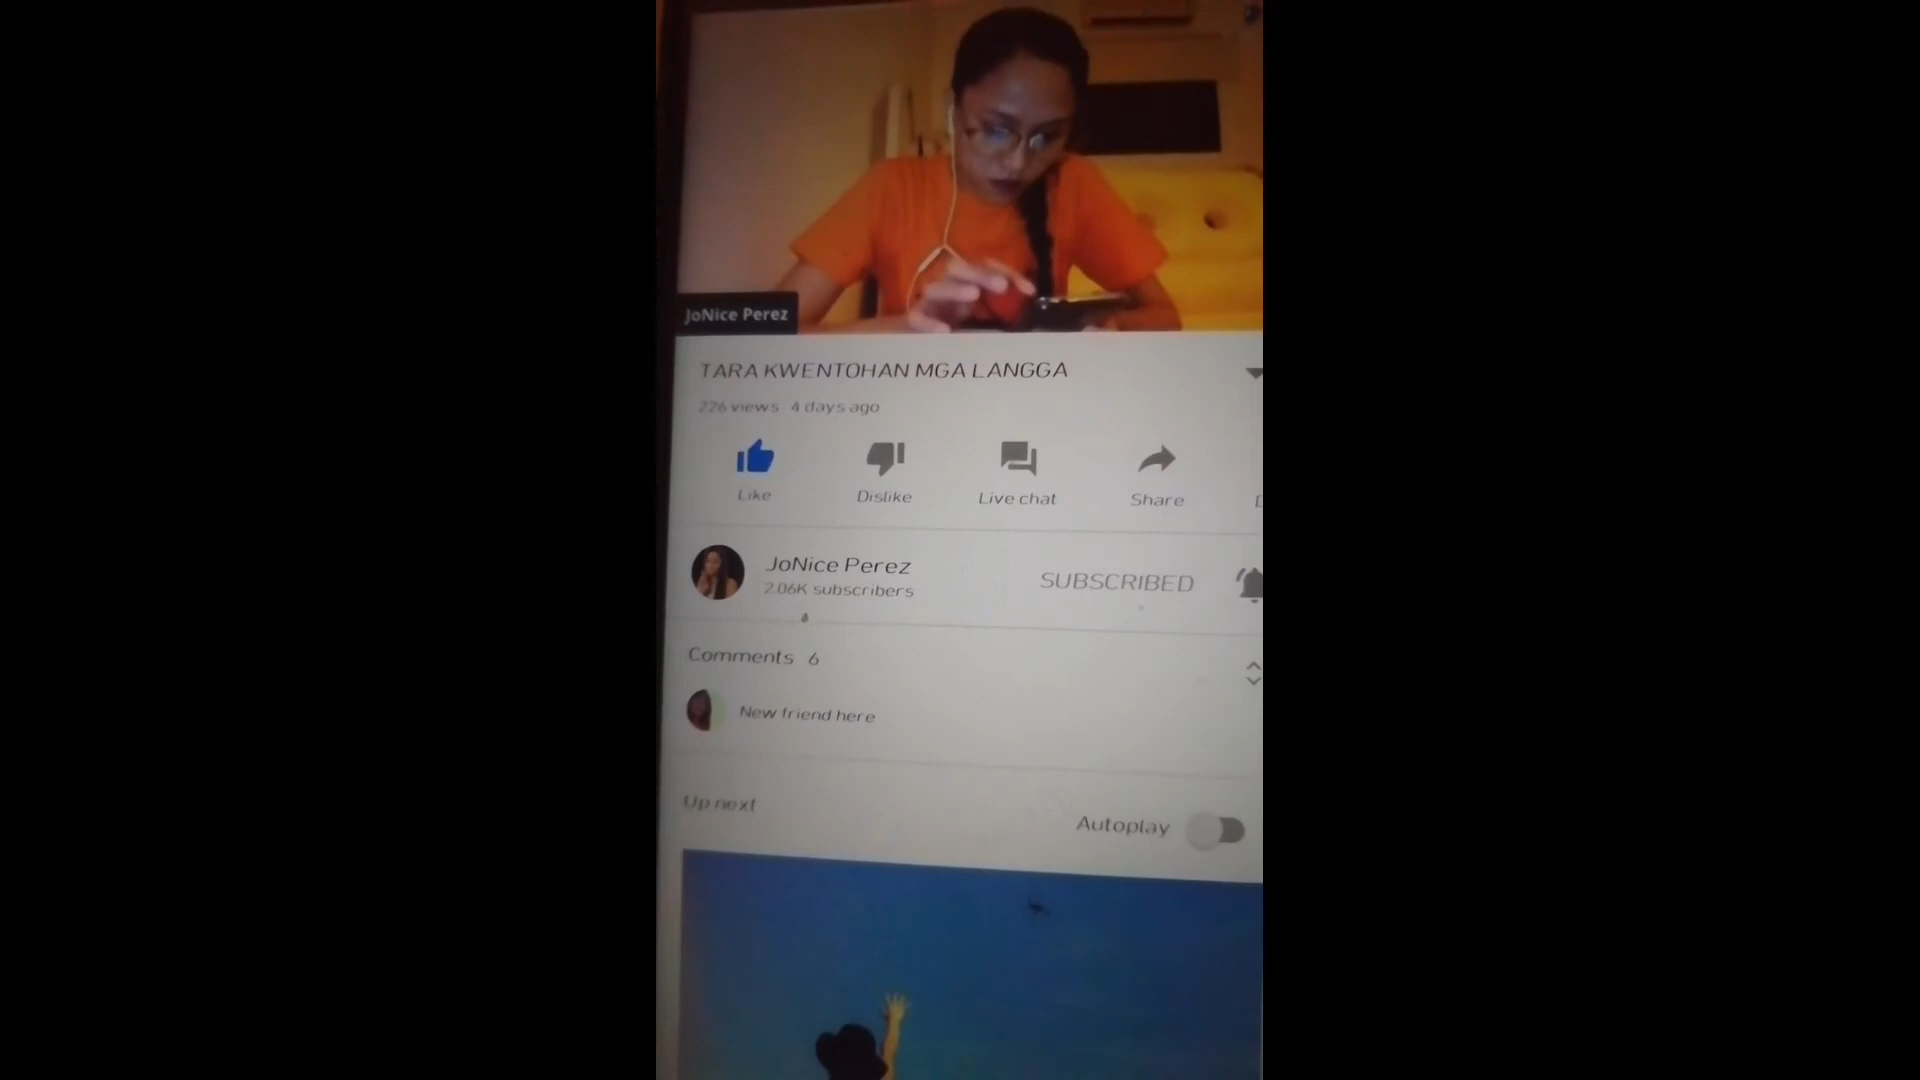 JoNice Perez
TARA KWENTOHAN MGA LANGGA
226 views 4 days ago
Like
Dislike
Live chat
Share
JoNice Perez
2.06K subscribers
SUBSCRIBED
Comments 6
New friend here
Up next
Autoplay